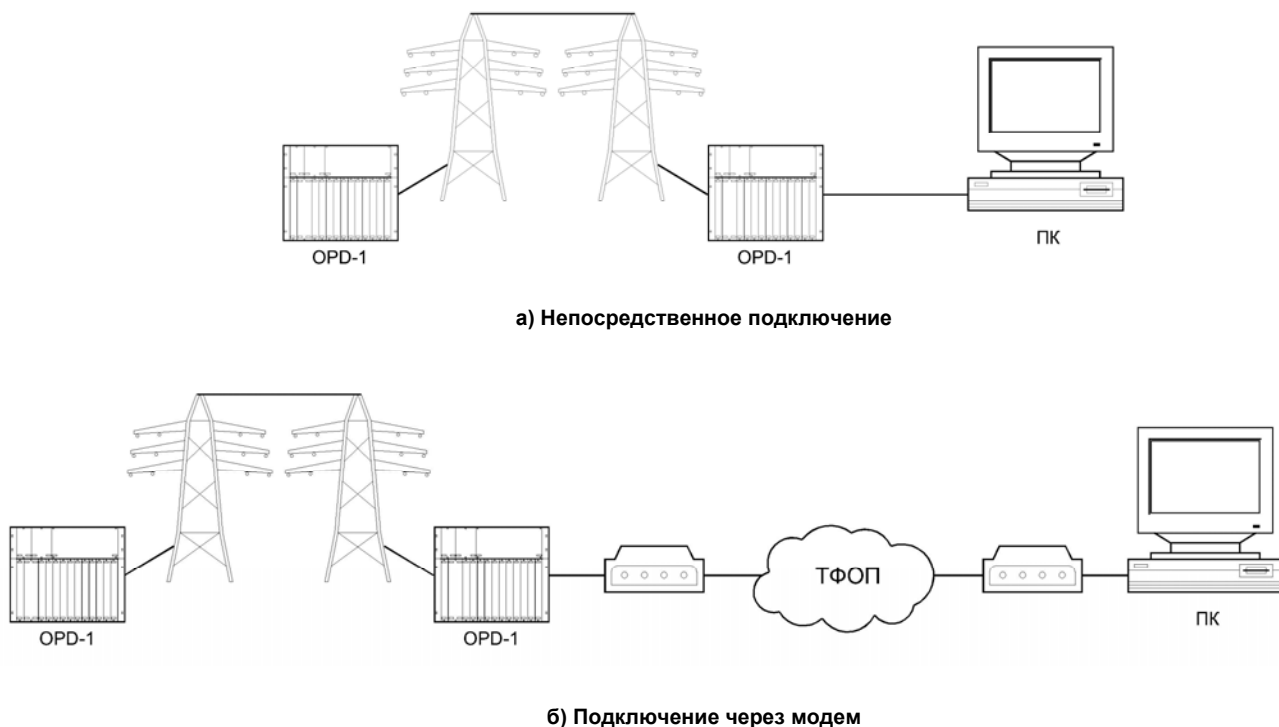 OPD-1
OPD-1
ПК
а) Непосредственное подключение
ТФОП
OPD-1
OPD-1
ПК
б) Подключение через модем